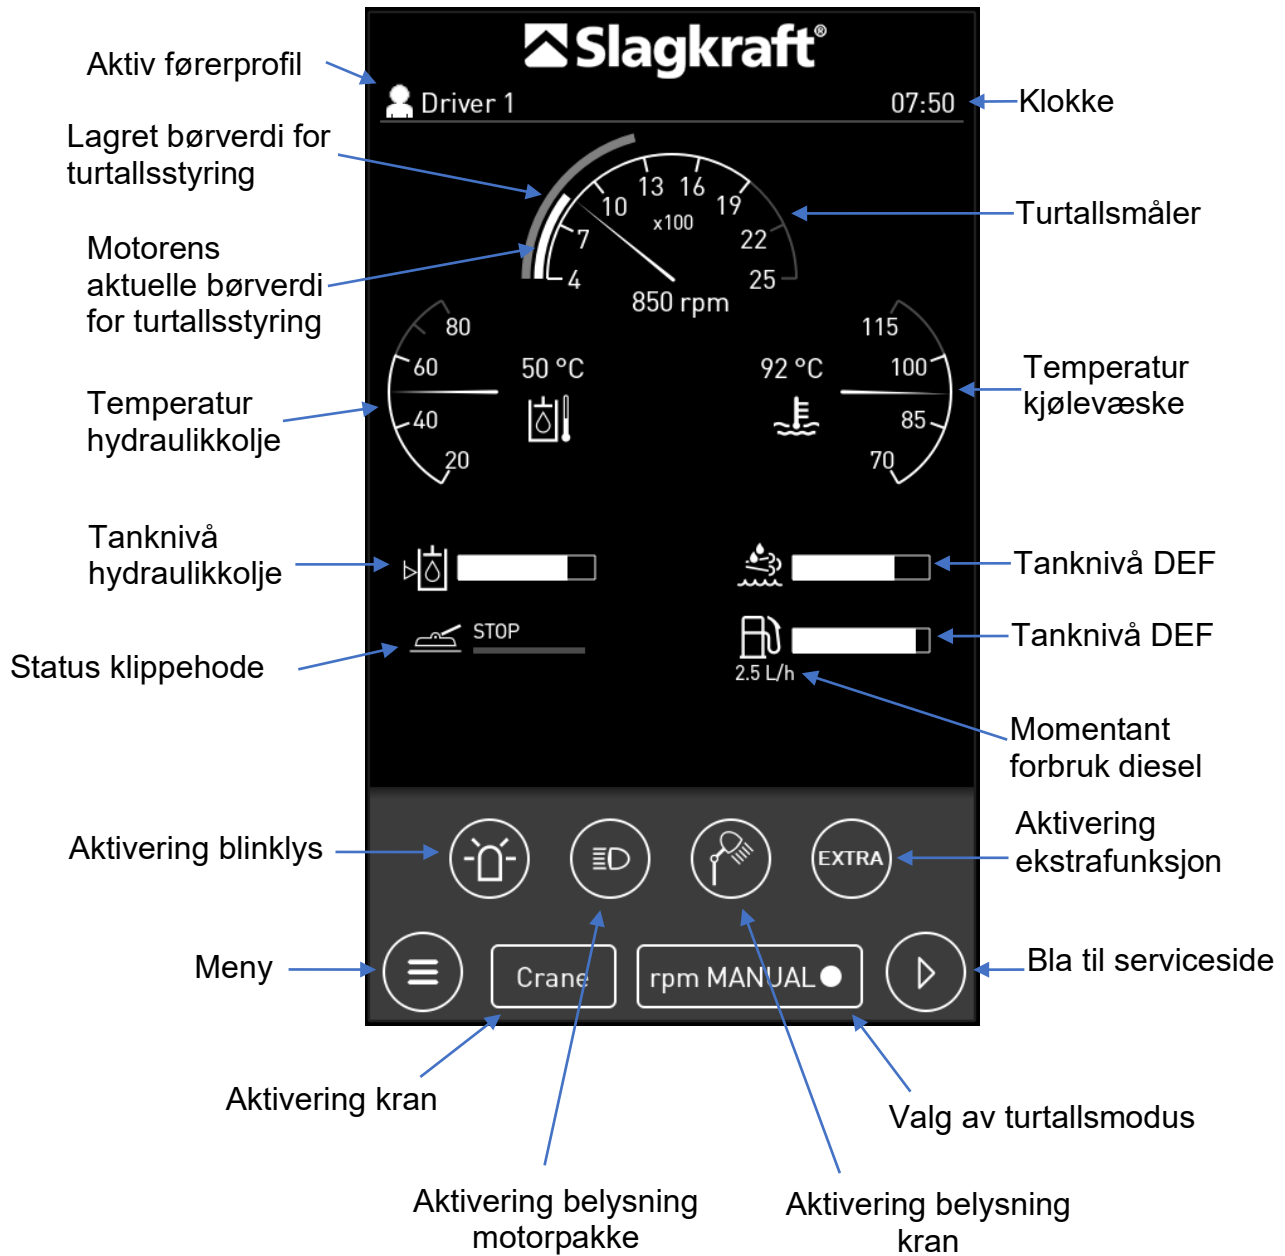 Slagkraft®
Aktiv førerprofil
Driver 1
07:50
Klokke
Lagret børverdi for
turtallsstyring
Motorens
aktuelle børverdi
for turtallsstyring
4
7
10
13
16
19
22
25
x100
850 rpm
Turtallsmåler
80
60
40
20
50 °C
Temperatur
hydraulikkolje
92 °C
115
100
85
70
Temperatur
kjølevæske
Tanknivå
hydraulikkolje
Tanknivå DEF
STOP
Status klippehode
Tanknivå DEF
2.5 L/h
Momentant
forbruk diesel
Aktivering blinklys
EXTRA
Aktivering
ekstrafunksjon
Meny
Crane
rpm MANUAL
Bla til serviceside
Aktivering kran
Valg av turtallsmodus
Aktivering belysning
motorpakke
Aktivering belysning
kran